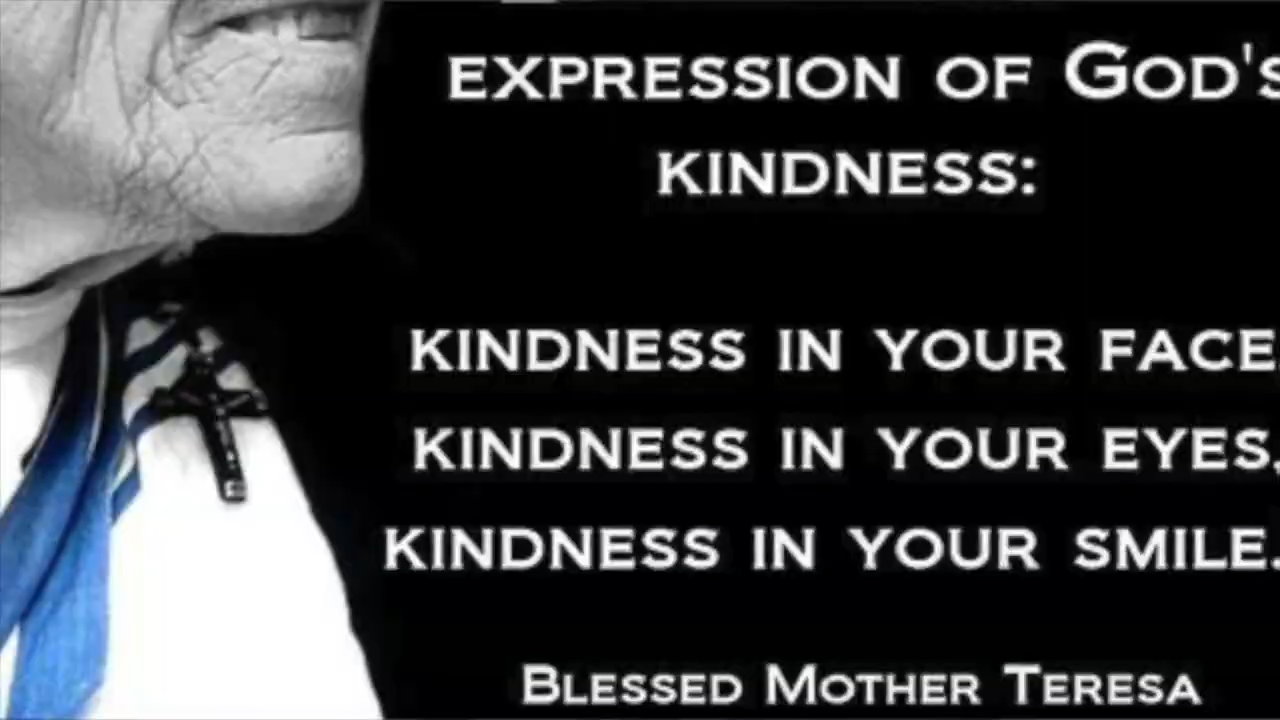 EXPRESSION OF GOD'S
KINDNESS:
KINDNESS IN YOUR FACE
KINDNESS IN YOUR EYES,
KINDNESS IN YOUR SMILE.
BLESSED MOTHER TERESA